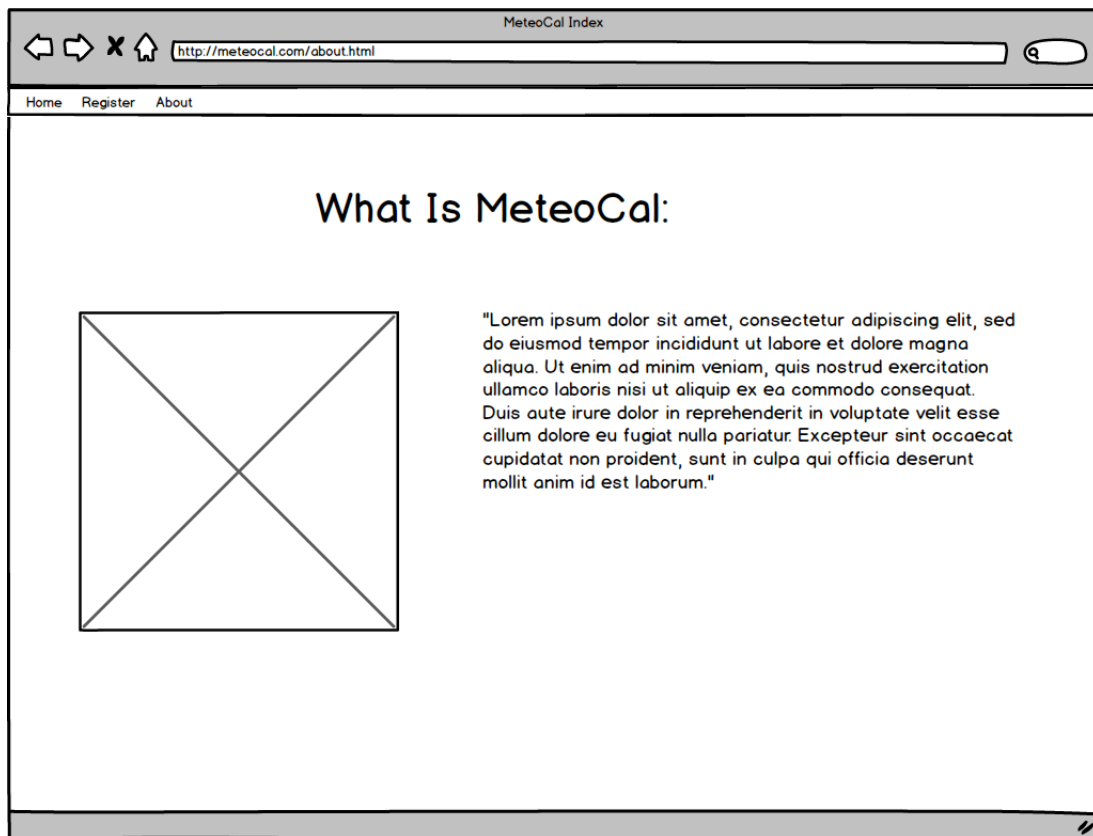 MeteoCal Index
http://meteocal.com/about.html
Home Register About
What Is MeteoCal:
"Lorem ipsum dolor sit amet, consectetur adipiscing elit, sed
do eiusmod tempor incididunt ut labore et dolore magna
aliqua. Ut enim ad minim veniam, quis nostrud exercitation
ullamco laboris nisi ut aliquip ex ea commodo consequat.
Duis aute irure dolor in reprehenderit in voluptate velit esse
cillum dolore eu fugiat nulla pariatur. Excepteur sint occaecat
cupidatat non proident, sunt in culpa qui officia deserunt
mollit anim id est laborum."